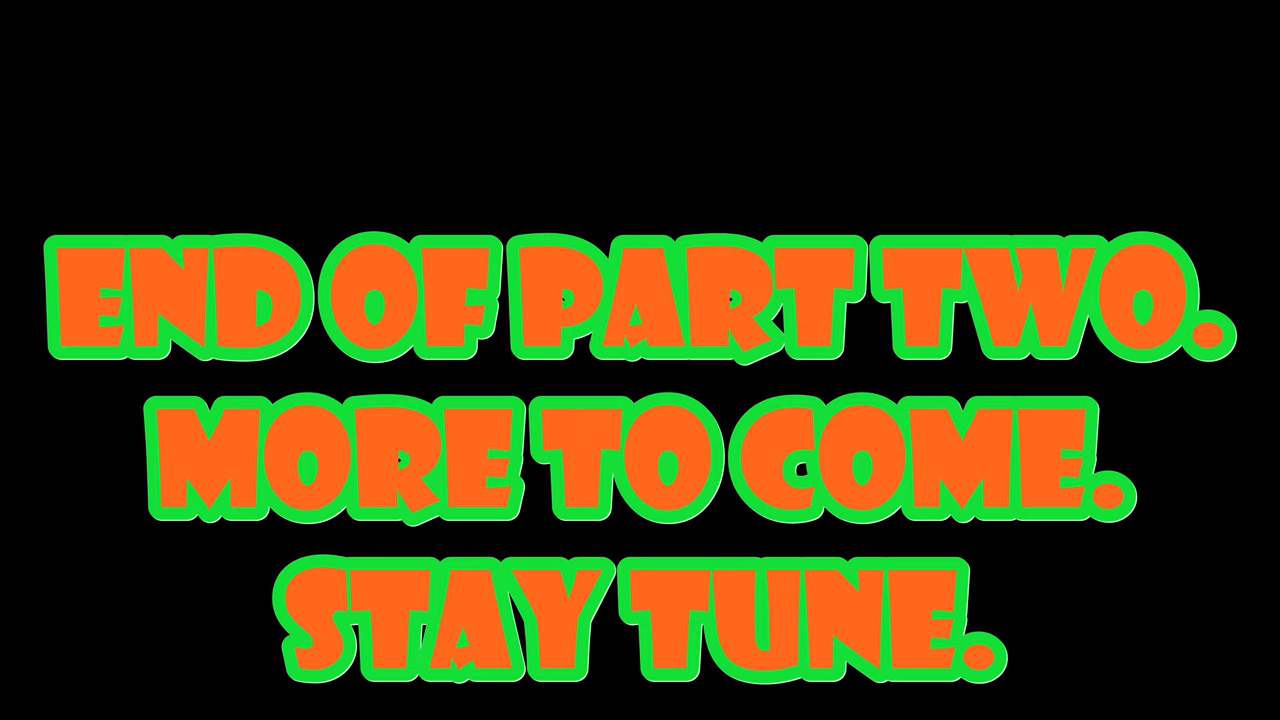 END OF PART TWO.
MORE TO COME.
STAY TUNE.